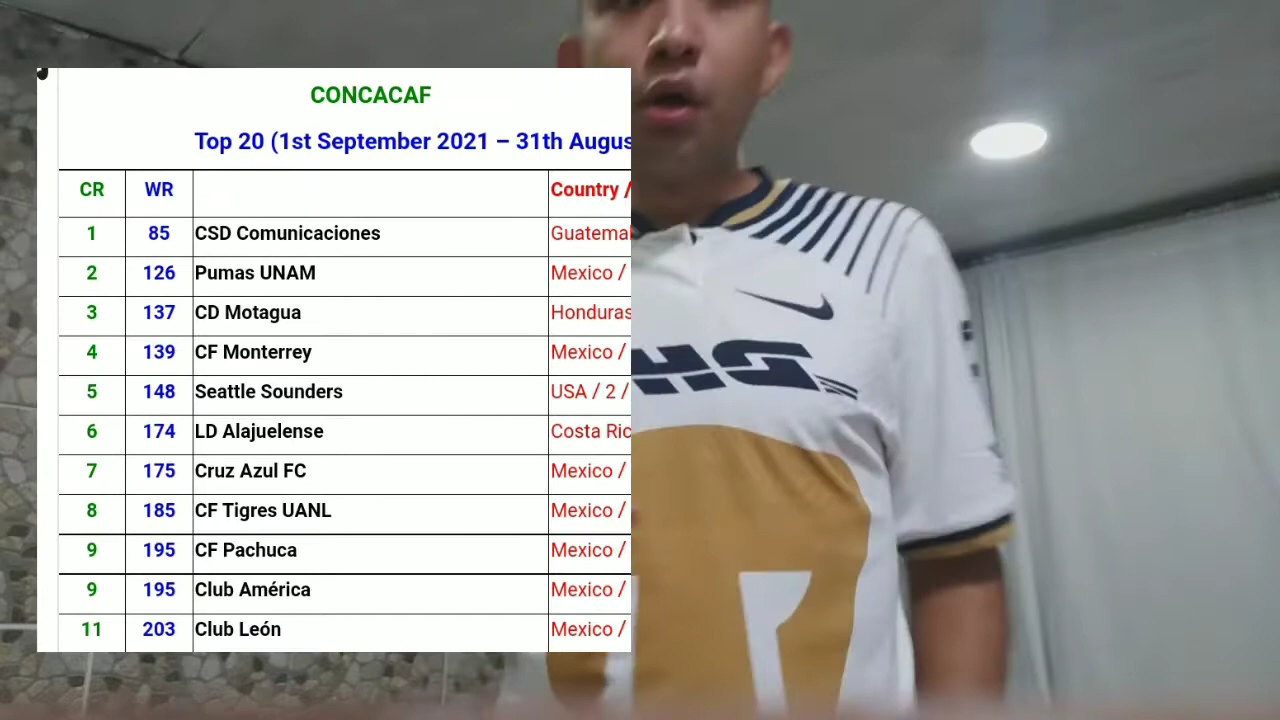 CONCACAF
Top 20 (1st September 2021 – 31th Augus
CR WR Country /
1 85 CSD Comunicaciones Guatemal
2 126 Pumas UNAM Mexico /
3 137 CD Motagua Honduras
4 139 CF Monterrey Mexico /
5 148 Seattle Sounders USA / 2 /
6 174 LD Alajuelense Costa Ric
7 175 Cruz Azul FC Mexico /
8 185 CF Tigres UANL Mexico /
9 195 CF Pachuca Mexico /
9 195 Club América Mexico /
11 203 Club León Mexico /